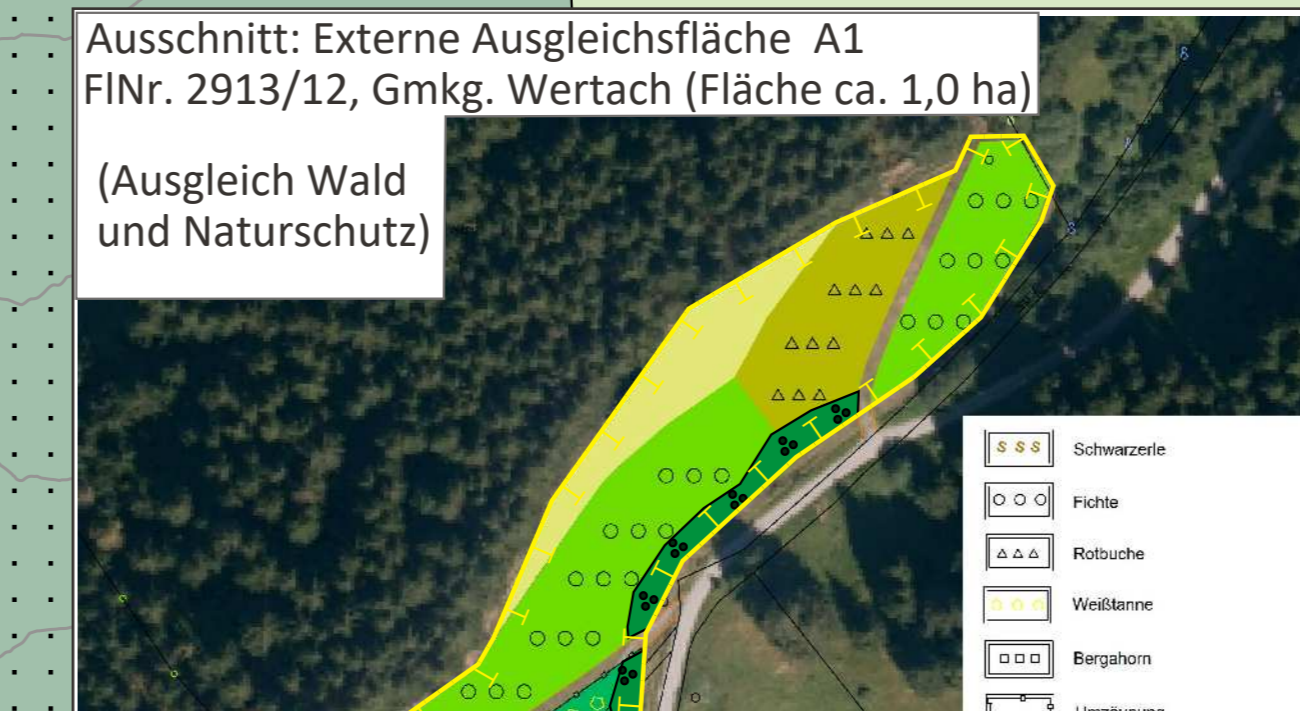 Ausschnitt: Externe Ausgleichsfläche A1
FlNr. 2913/12, Gmkg. Wertach (Fläche ca. 1,0 ha)
(Ausgleich Wald
und Naturschutz)
S S S Schwarzerle
Fichte
Rotbuche
Weißtanne
Bergahorn
Umzäunung